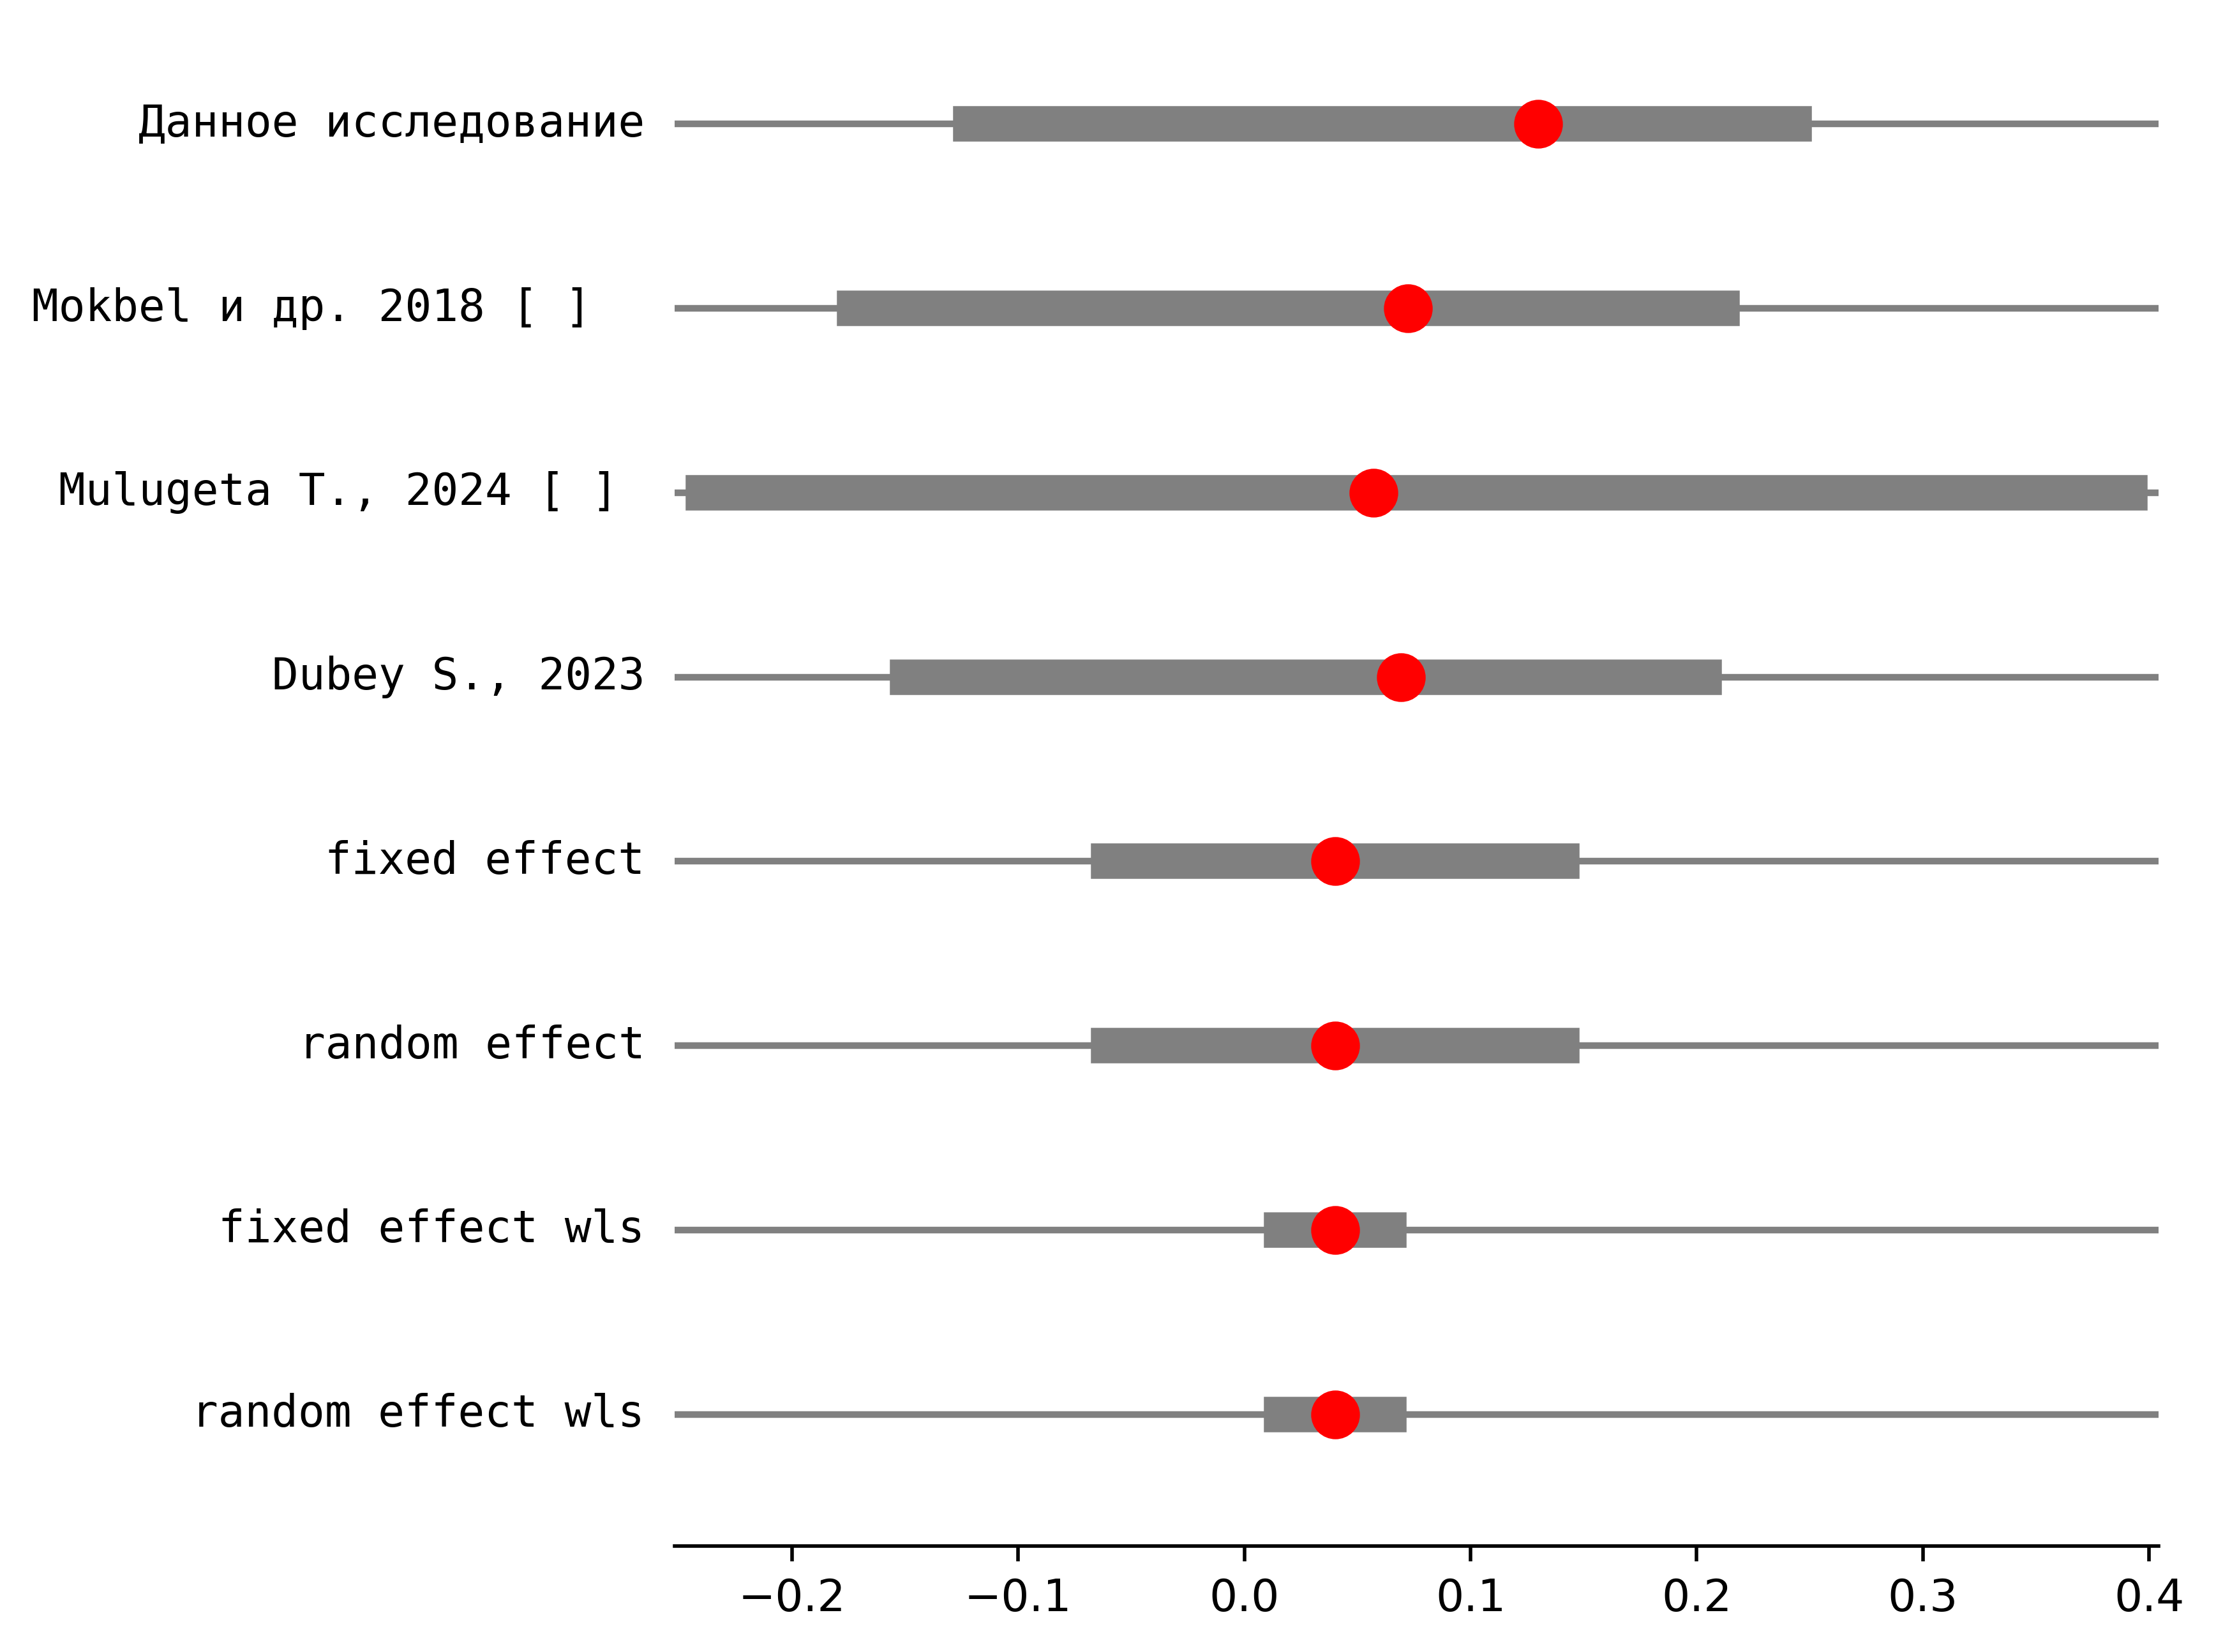 Данное исследование
Mokbel и др. 2018 [ ]
Mulugeta T., 2024 [ ]
Dubey S., 2023
fixed effect
random effect
fixed effect wls
random effect wls
−0.2 −0.1 0.0 0.1 0.2 0.3 0.4